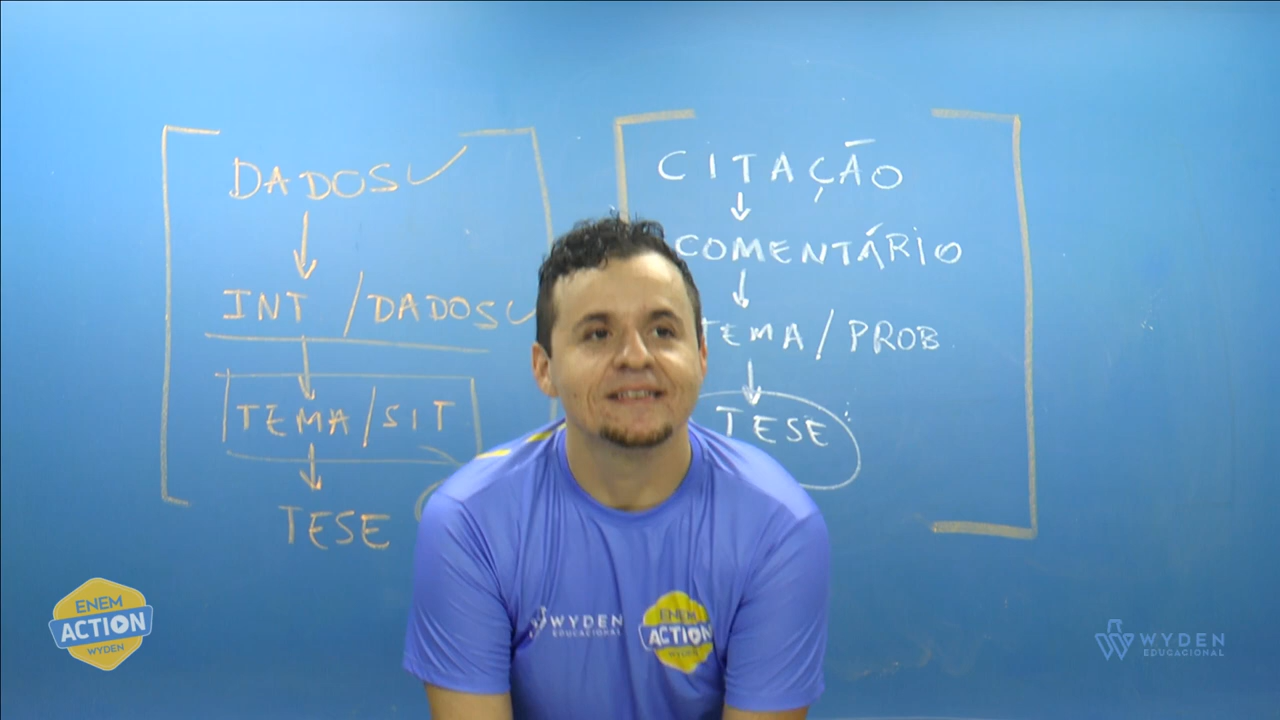 DADOS
INT / DADOS
TEMA/SIT
TESE
CITAÇÃO
COMENTÁRIO
TEMA / PROB
TESE
WYDEN
EDUCACIONAL
ENEM
ACTION
WYDEN
ENEM
ACTION
WYDEN
WYDEN
EDUCACIONAL